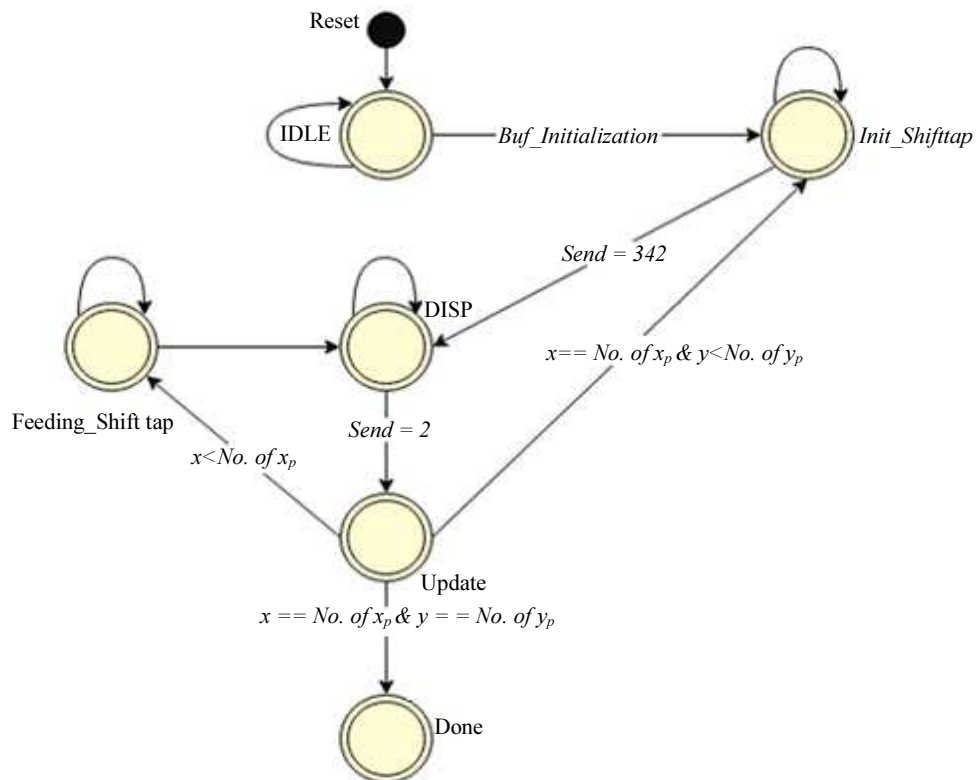 Reset
IDLE
Buf_Initialization
Init_Shifttap
Send = 342
DISP
x== No. of xp & y<No. of yp
Feeding_Shift tap
Send = 2
x<No. of xp
Update
x == No. of xp & y = = No. of yp
Done